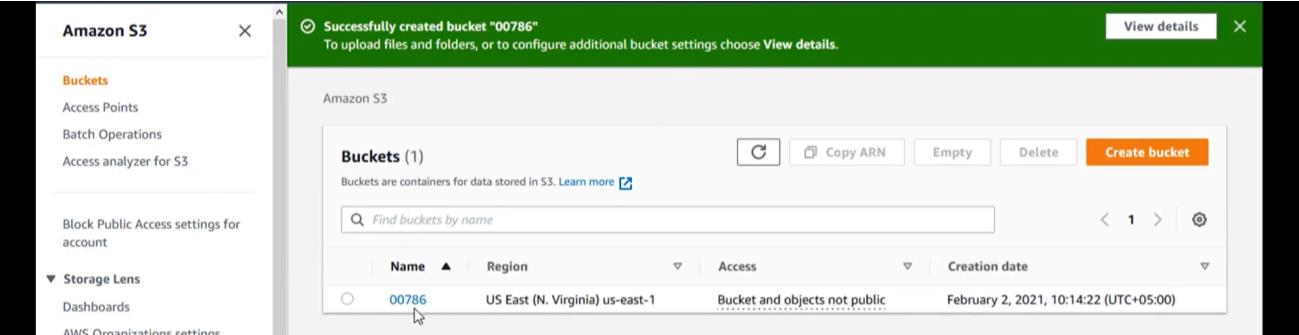 Amazon S3
Buckets
Access Points
Batch Operations
Access analyzer for S3
Block Public Access settings for
account
Storage Lens
Dashboards
AWS Organizations settings
Successfully created bucket "00786"
To upload files and folders, or to configure additional bucket settings choose View details.
View details
Amazon S3
Buckets (1)
Copy ARN
Empty
Delete
Create bucket
Buckets are containers for data stored in S3. Learn more
Find buckets by name
1
Name Region Access Creation date
00786 US East (N. Virginia) us-east-1 Bucket and objects not public February 2, 2021, 10:14:22 (UTC+05:00)